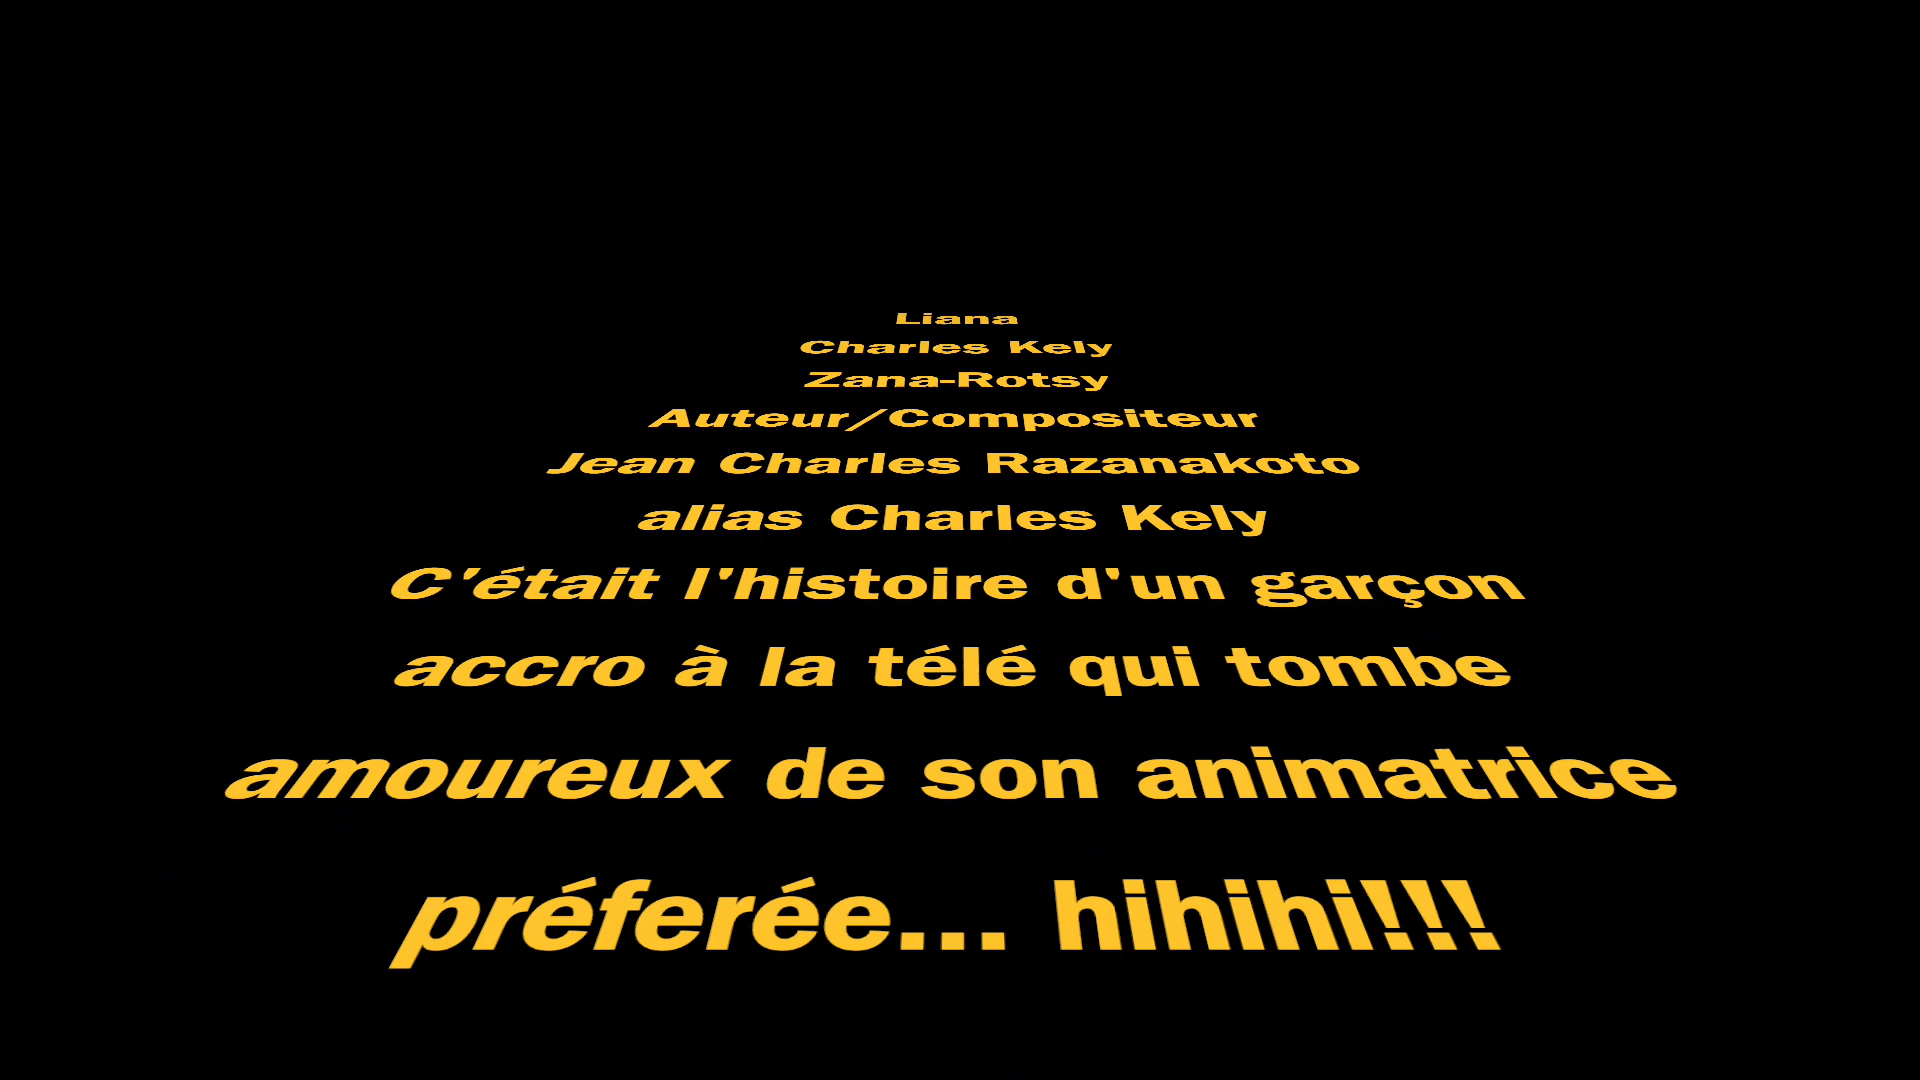 Liana
Charles Kely
Zana-Rotsy
Auteur/Compositeur
Jean Charles Razanakoto
alias Charles Kely
C'était l'histoire d'un garçon
accro à la télé qui tombe
amoureux de son animatrice
préferée... hihihi!!!